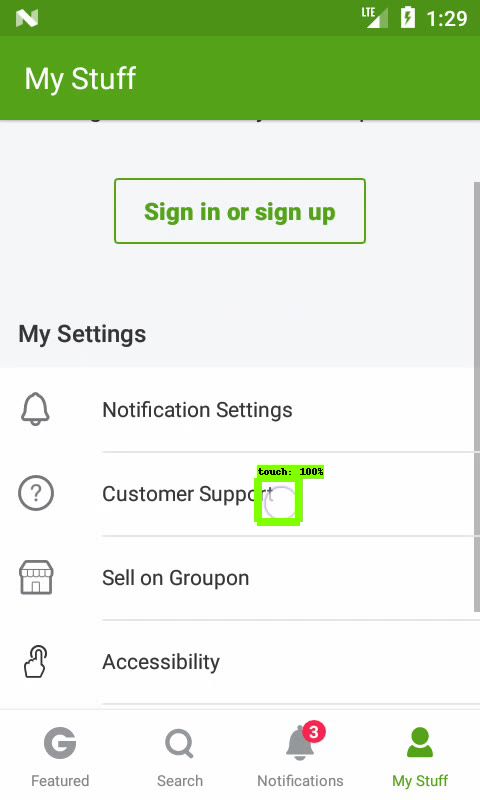 LTE 1:29
My Stuff
Sign in or sign up
My Settings
Notification Settings
touch: 100%
Customer Support
Sell on Groupon
Accessibility
3
Featured Search Notifications My Stuff